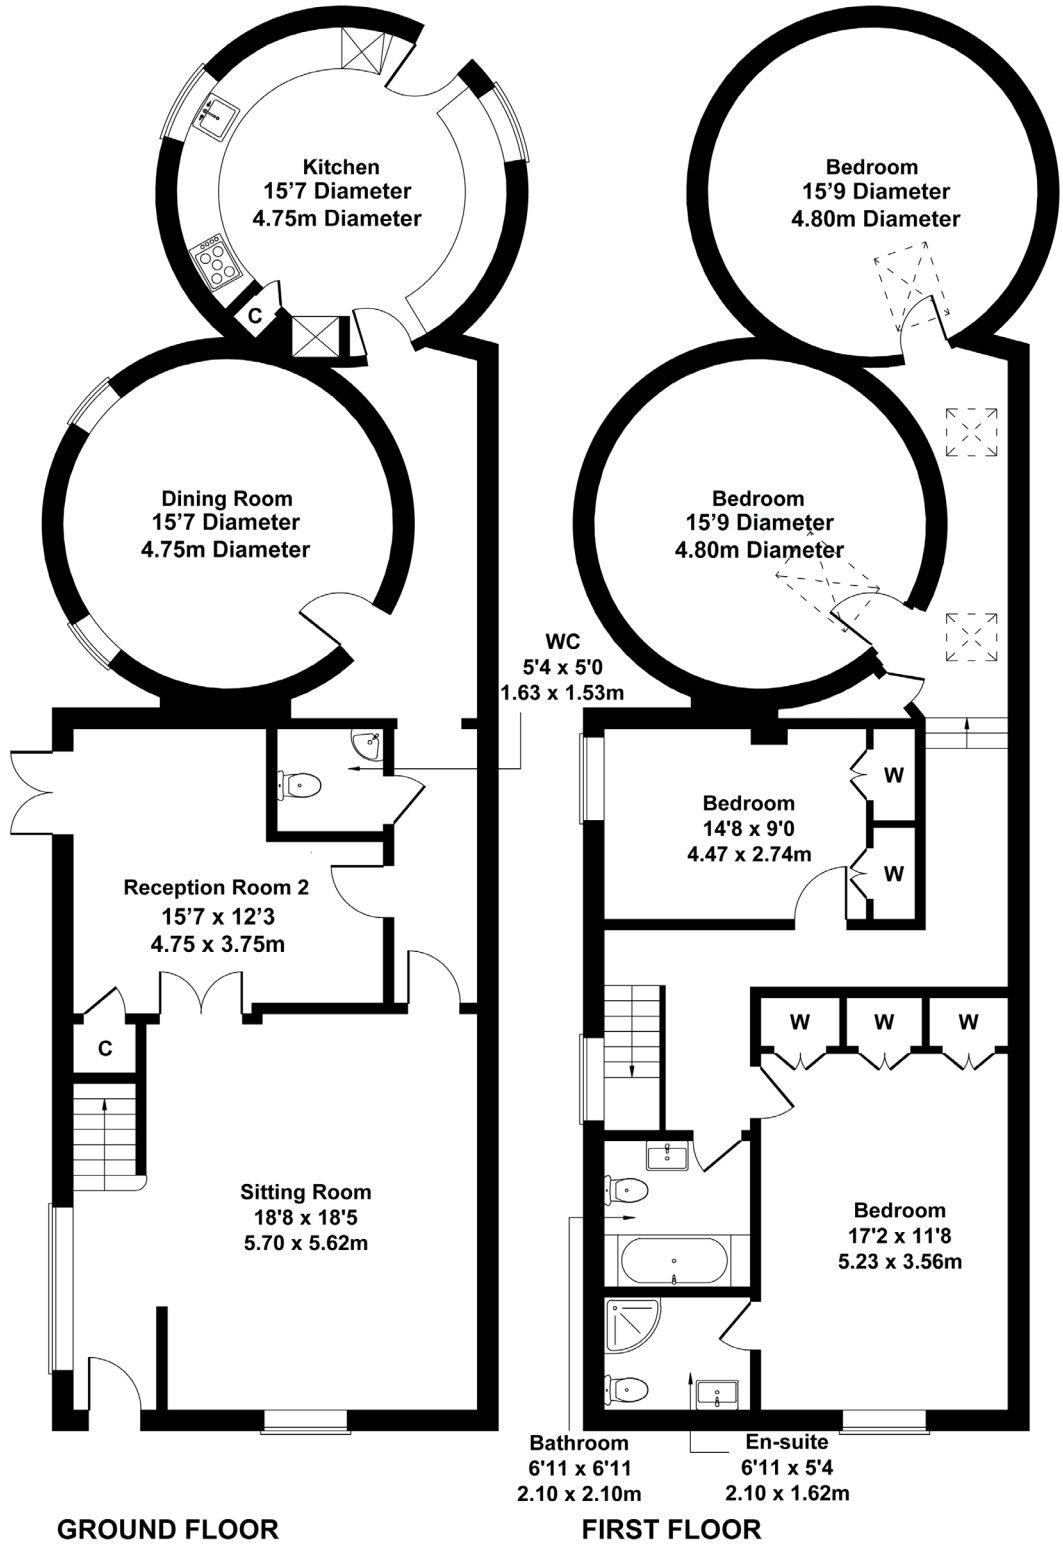 Kitchen
15’7 Diameter
4.75m Diameter
C
Dining Room
15’7 Diameter
4.75m Diameter
WC
5'4 x 5'0
1.63 x 1.53m
Reception Room 2
15’7 x 12’3
4.75 x 3.75m
C
Sitting Room
18'8 x 18'5
5.70 x 5.62m
GROUND FLOOR
Bedroom
15’9 Diameter
4.80m Diameter
Bedroom
15’9 Diameter
4.80m Diameter
Bedroom
14'8 x 9'0
4.47 x 2.74m
W
W
W
W
W
Bedroom
17'2 x 11'8
5.23 x 3.56m
Bathroom
6'11 x 6'11
2.10 x 2.10m
En-suite
6'11 x 5'4
2.10 x 1.62m
FIRST FLOOR